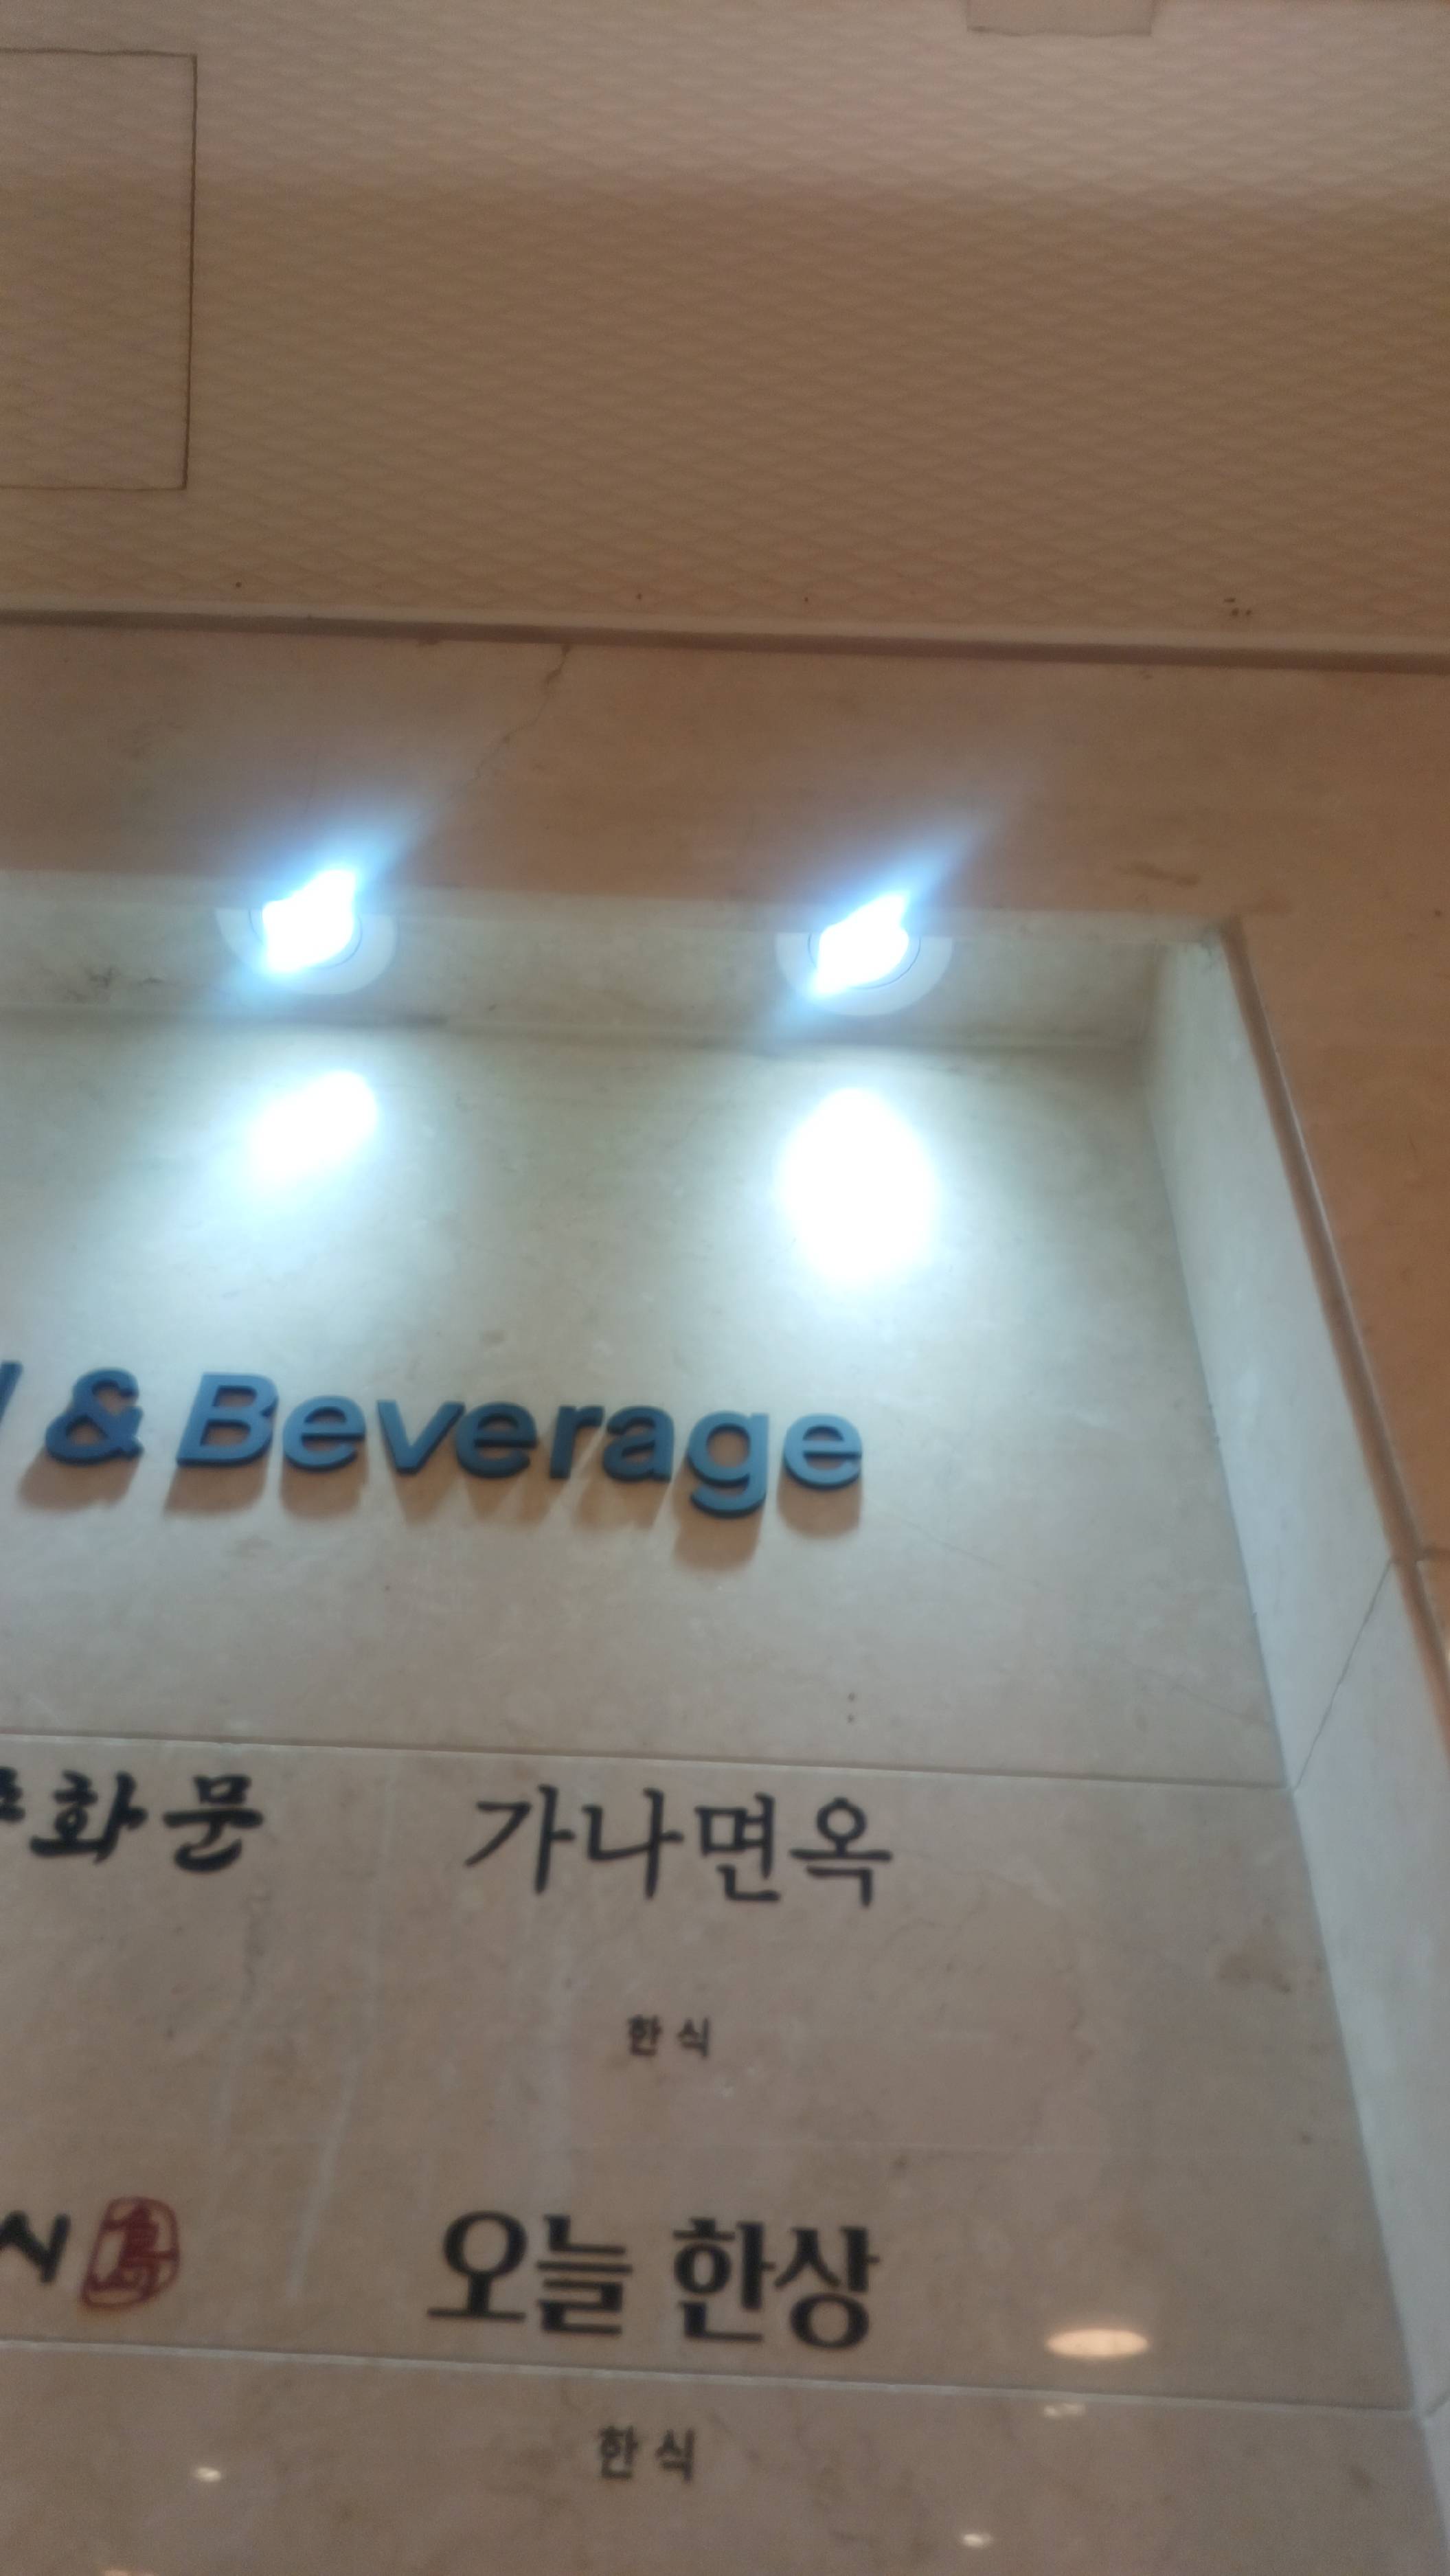 & Beverage
화문 가나면옥
한식
오늘 한상
한식